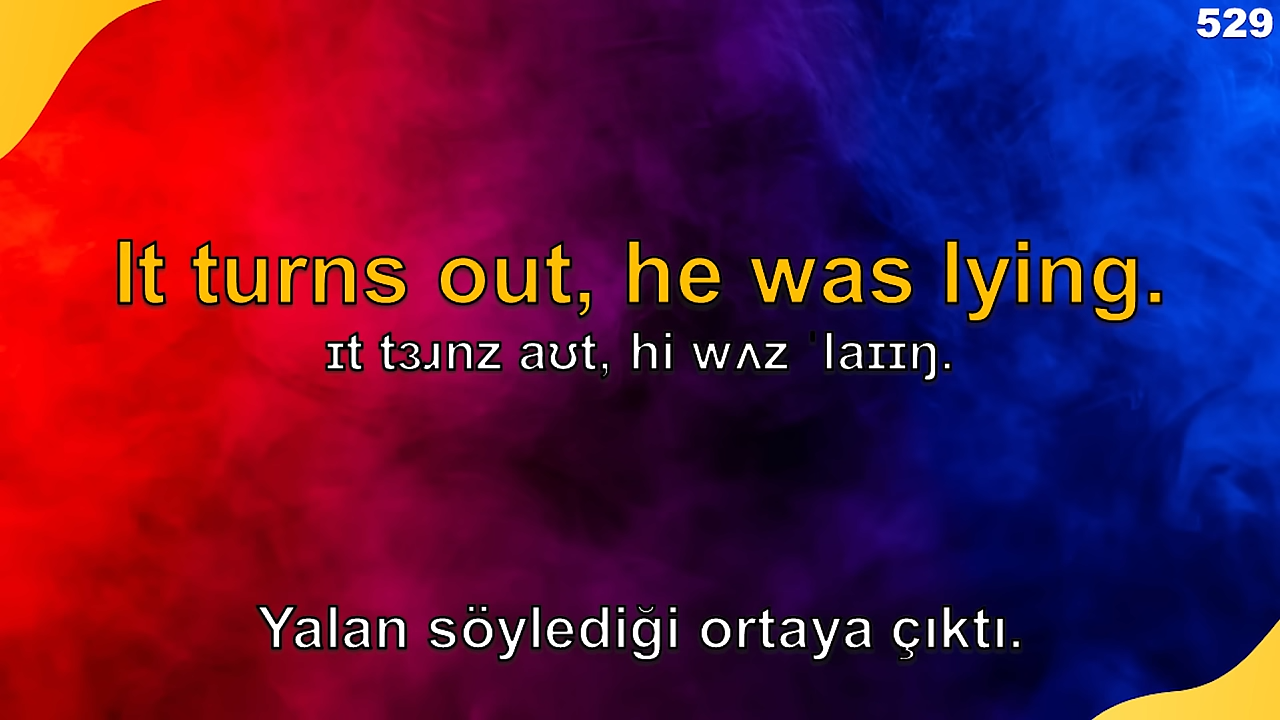 529
It turns out, he was lying.
ɪt tɜɹnz aʊt, hi wʌz ˈlaɪɪŋ.
Yalan söylediği ortaya çıktı.